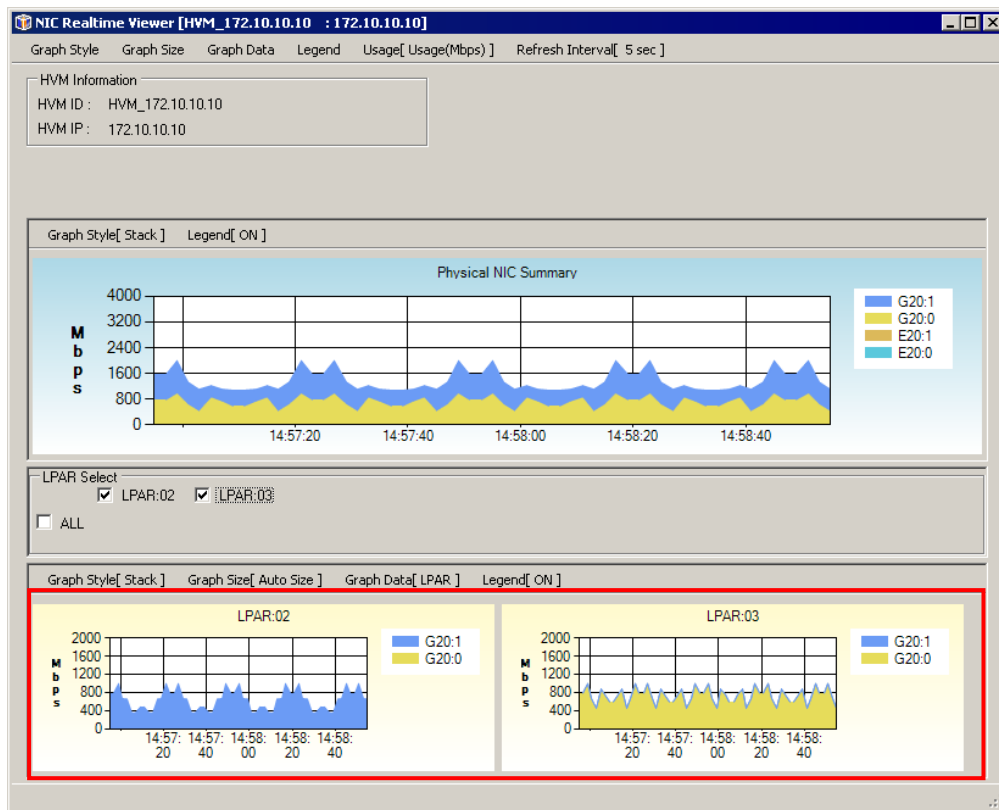 NIC Realtime Viewer [HVM_172.10.10.10 : 172.10.10.10]
Graph Style Graph Size Graph Data Legend Usage[ Usage(Mbps) ] Refresh Interval[ 5 sec ]
HVM Information
HVM ID : HVM_172.10.10.10
HVM IP : 172.10.10.10
Graph Style[ Stack ] Legend[ ON ]
Physical NIC Summary
Mbps
4000
3200
2400
1600
800
0
14:57:20 14:57:40 14:58:00 14:58:20 14:58:40
G20:1
G20:0
E20:1
E20:0
LPAR Select
LPAR:02 LPAR:03
ALL
Graph Style[ Stack ] Graph Size[ Auto Size ] Graph Data[ LPAR ] Legend[ ON ]
LPAR:02
Mbps
2000
1600
1200
800
400
0
14:57:20 14:57:40 14:58:00 14:58:20 14:58:40
G20:1
G20:0
LPAR:03
Mbps
2000
1600
1200
800
400
0
14:57:20 14:57:40 14:58:00 14:58:20 14:58:40
G20:1
G20:0